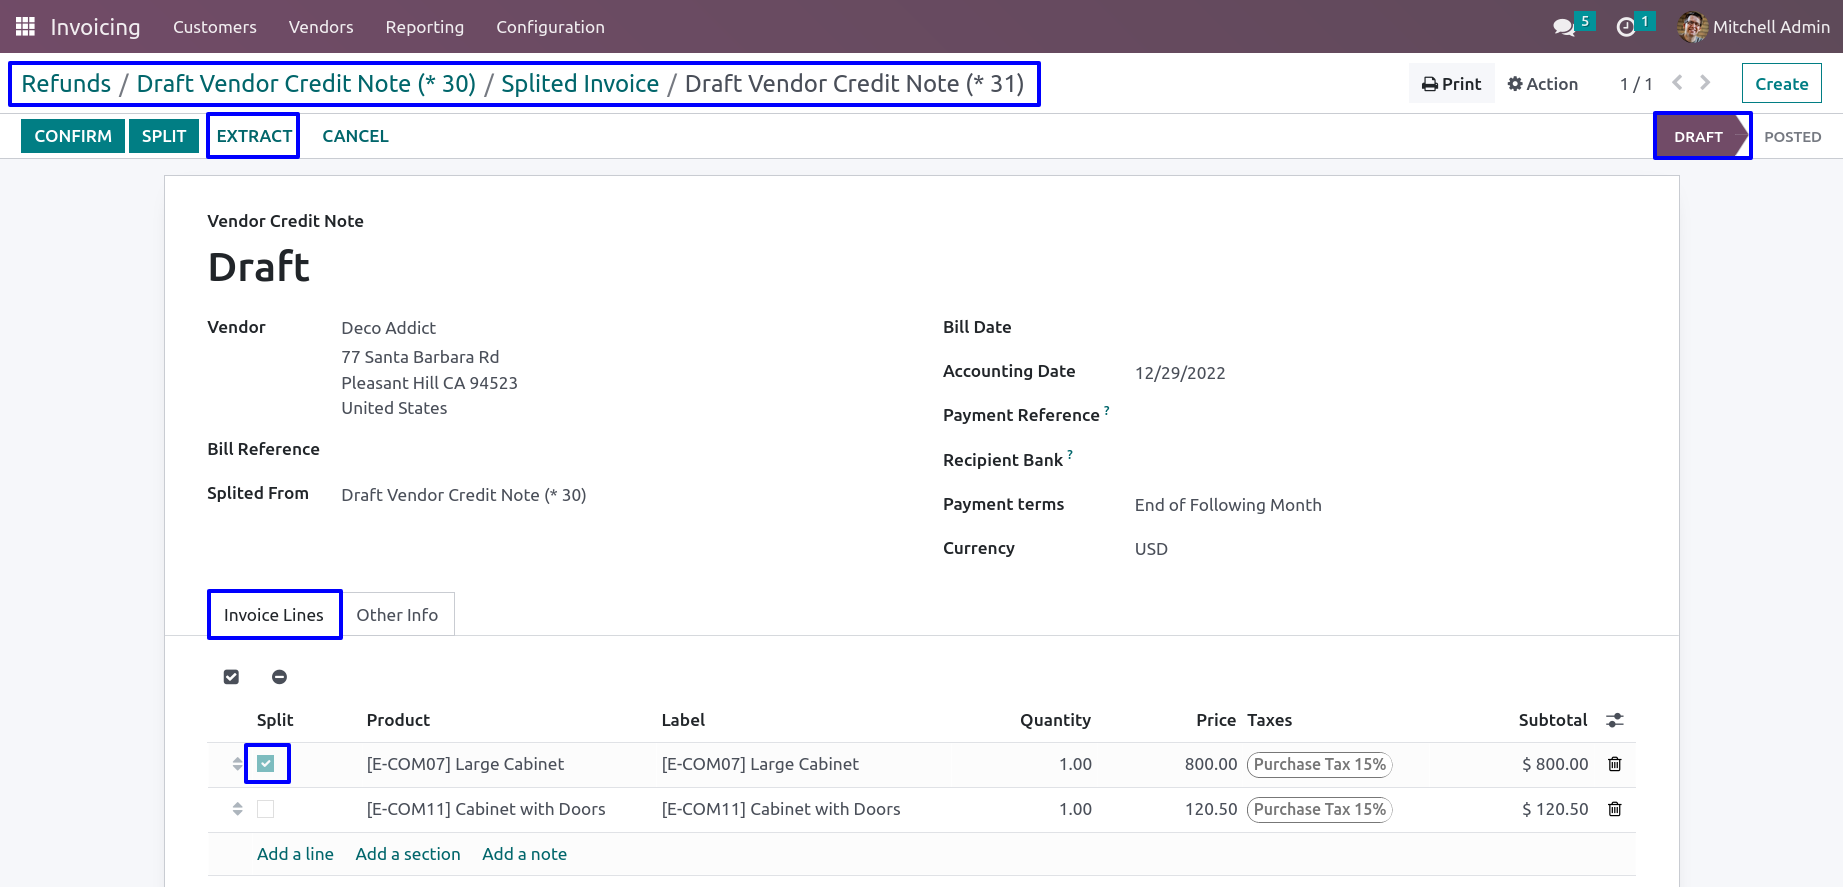 Invoicing Customers Vendors Reporting Configuration 5 1 Mitchell Admin
Refunds / Draft Vendor Credit Note (* 30) / Splited Invoice / Draft Vendor Credit Note (* 31) Print Action 1 / 1 Create
CONFIRM SPLIT EXTRACT CANCEL DRAFT POSTED
Vendor Credit Note
Draft
Vendor Deco Addict
77 Santa Barbara Rd
Pleasant Hill CA 94523
United States
Bill Reference
Splited From Draft Vendor Credit Note (* 30)
Bill Date
Accounting Date 12/29/2022
Payment Reference ?
Recipient Bank ?
Payment terms End of Following Month
Currency USD
Invoice Lines Other Info
Split Product Label Quantity Price Taxes Subtotal
[E-COM07] Large Cabinet [E-COM07] Large Cabinet 1.00 800.00 Purchase Tax 15% $ 800.00
[E-COM11] Cabinet with Doors [E-COM11] Cabinet with Doors 1.00 120.50 Purchase Tax 15% $ 120.50
Add a line Add a section Add a note